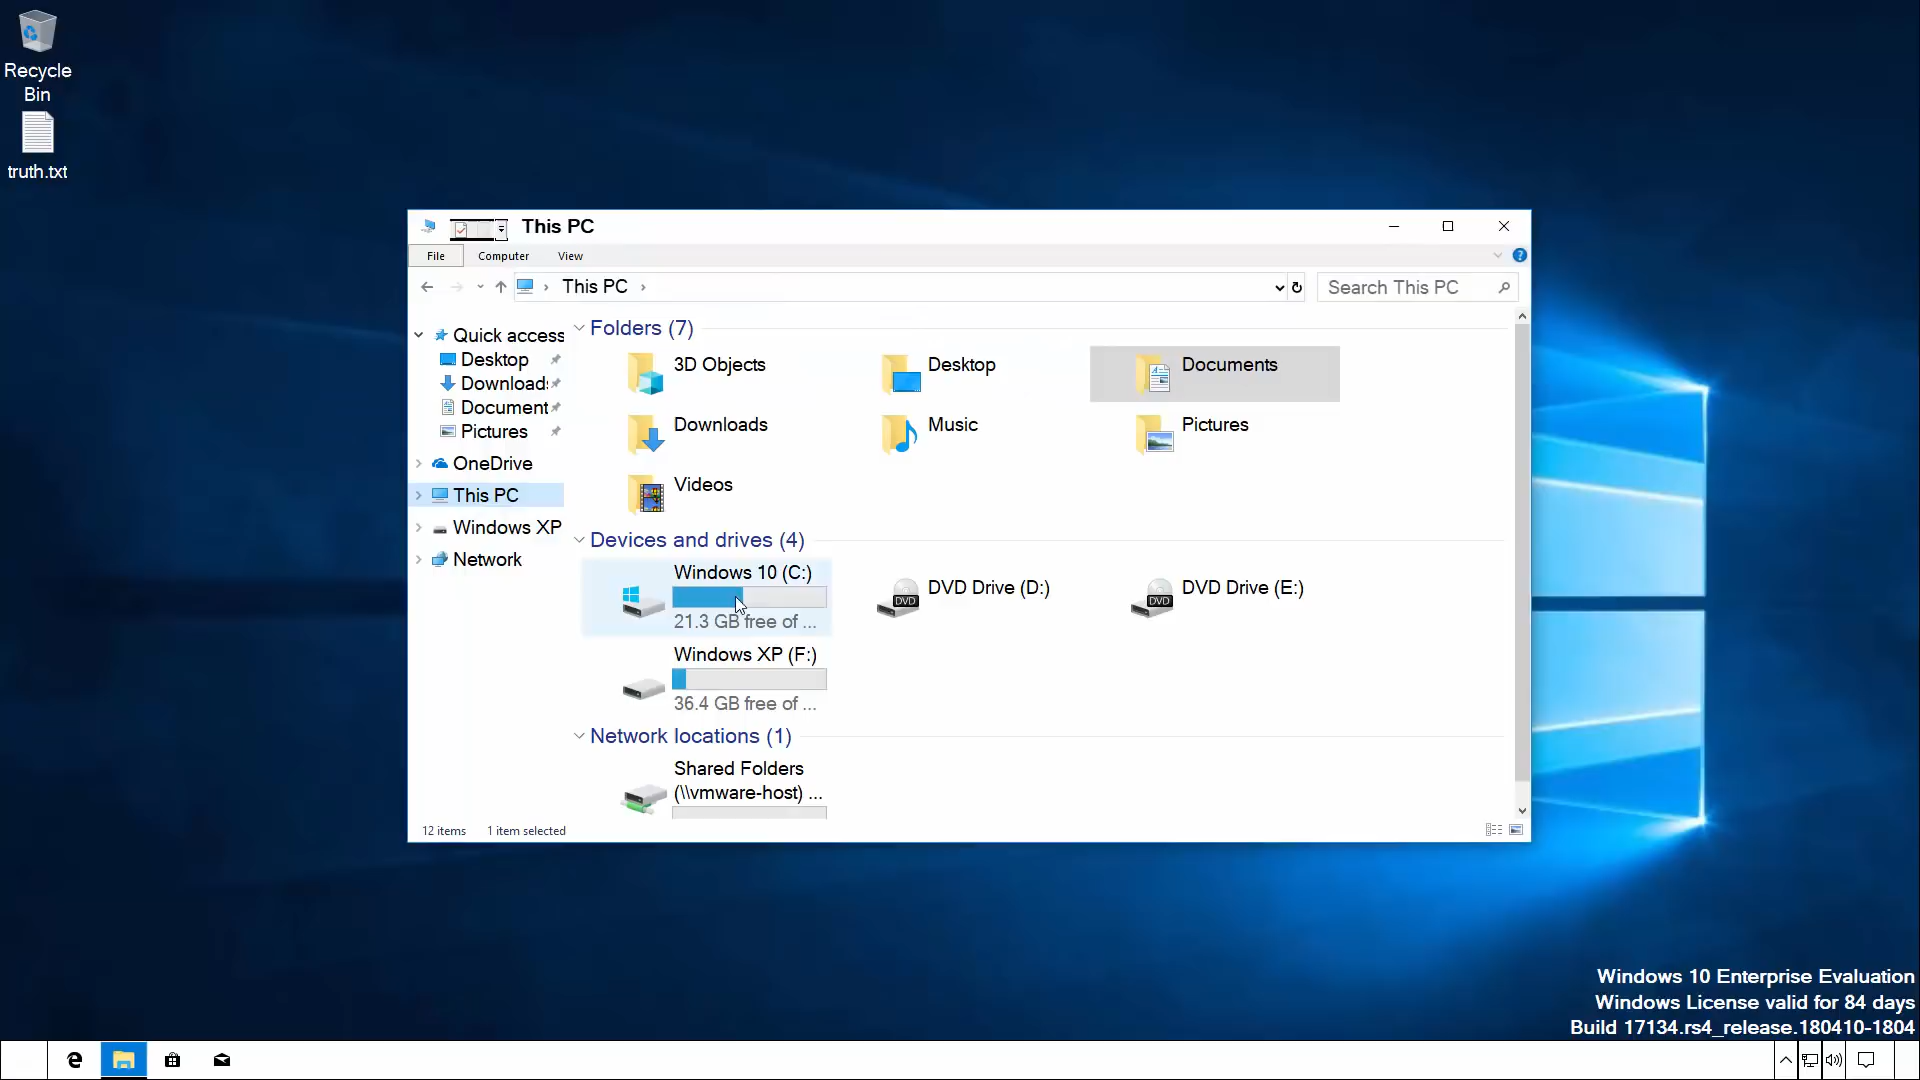 Recycle
Bin
truth.txt
This PC
File
Computer
View
This PC
Search This PC
Quick access
Desktop
Download
Document
Pictures
OneDrive
This PC
Windows XP
Network
Folders (7)
3D Objects
Desktop
Documents
Downloads
Music
Pictures
Videos
Devices and drives (4)
Windows 10 (C:)
21.3 GB free of ...
DVD
DVD Drive (D:)
DVD
DVD Drive (E:)
Windows XP (F:)
36.4 GB free of ...
Network locations (1)
Shared Folders
(\\vmware-host) ...
12 items
1 item selected
Windows 10 Enterprise Evaluation
Windows License valid for 84 days
Build 17134.rs4_release.180410-1804